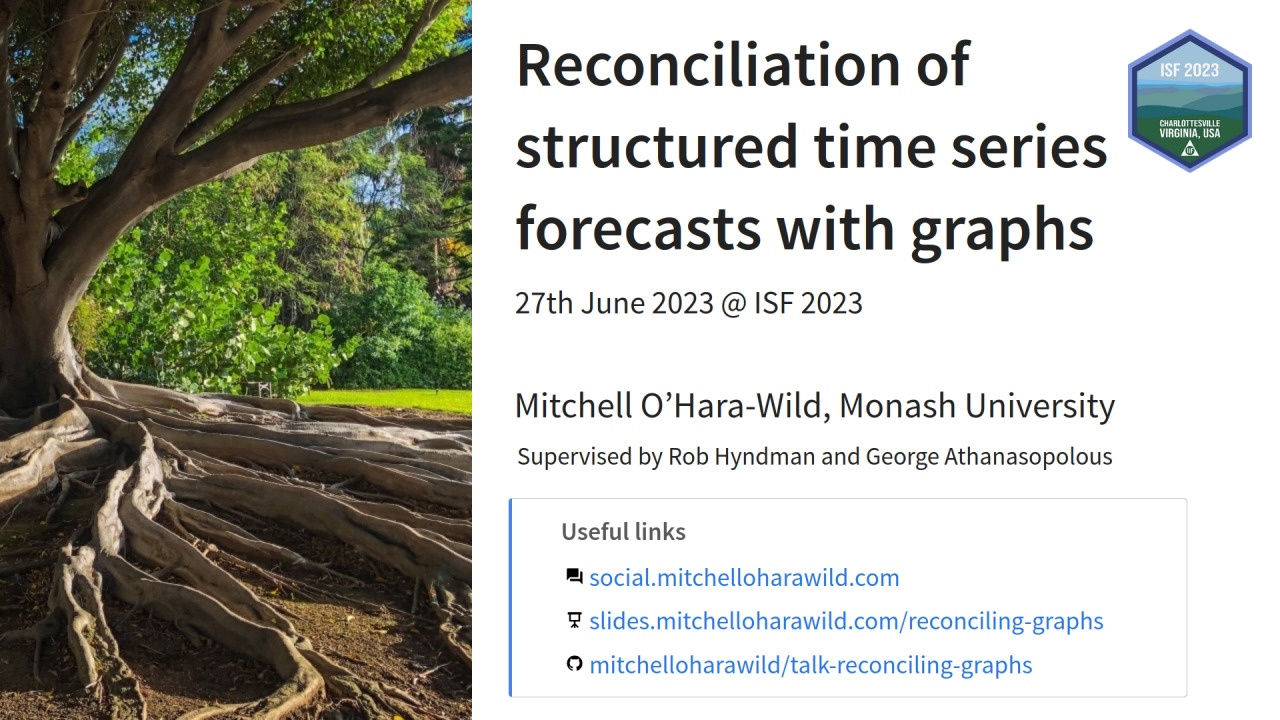 Reconciliation of
structured time series
forecasts with graphs
ISF 2023
CHARLOTTESVILLE
VIRGINIA, USA
27th June 2023 @ ISF 2023
Mitchell O’Hara-Wild, Monash University
Supervised by Rob Hyndman and George Athanasopolous
Useful links
social.mitchelloharawild.com
slides.mitchelloharawild.com/reconciling-graphs
mitchelloharawild/talk-reconciling-graphs